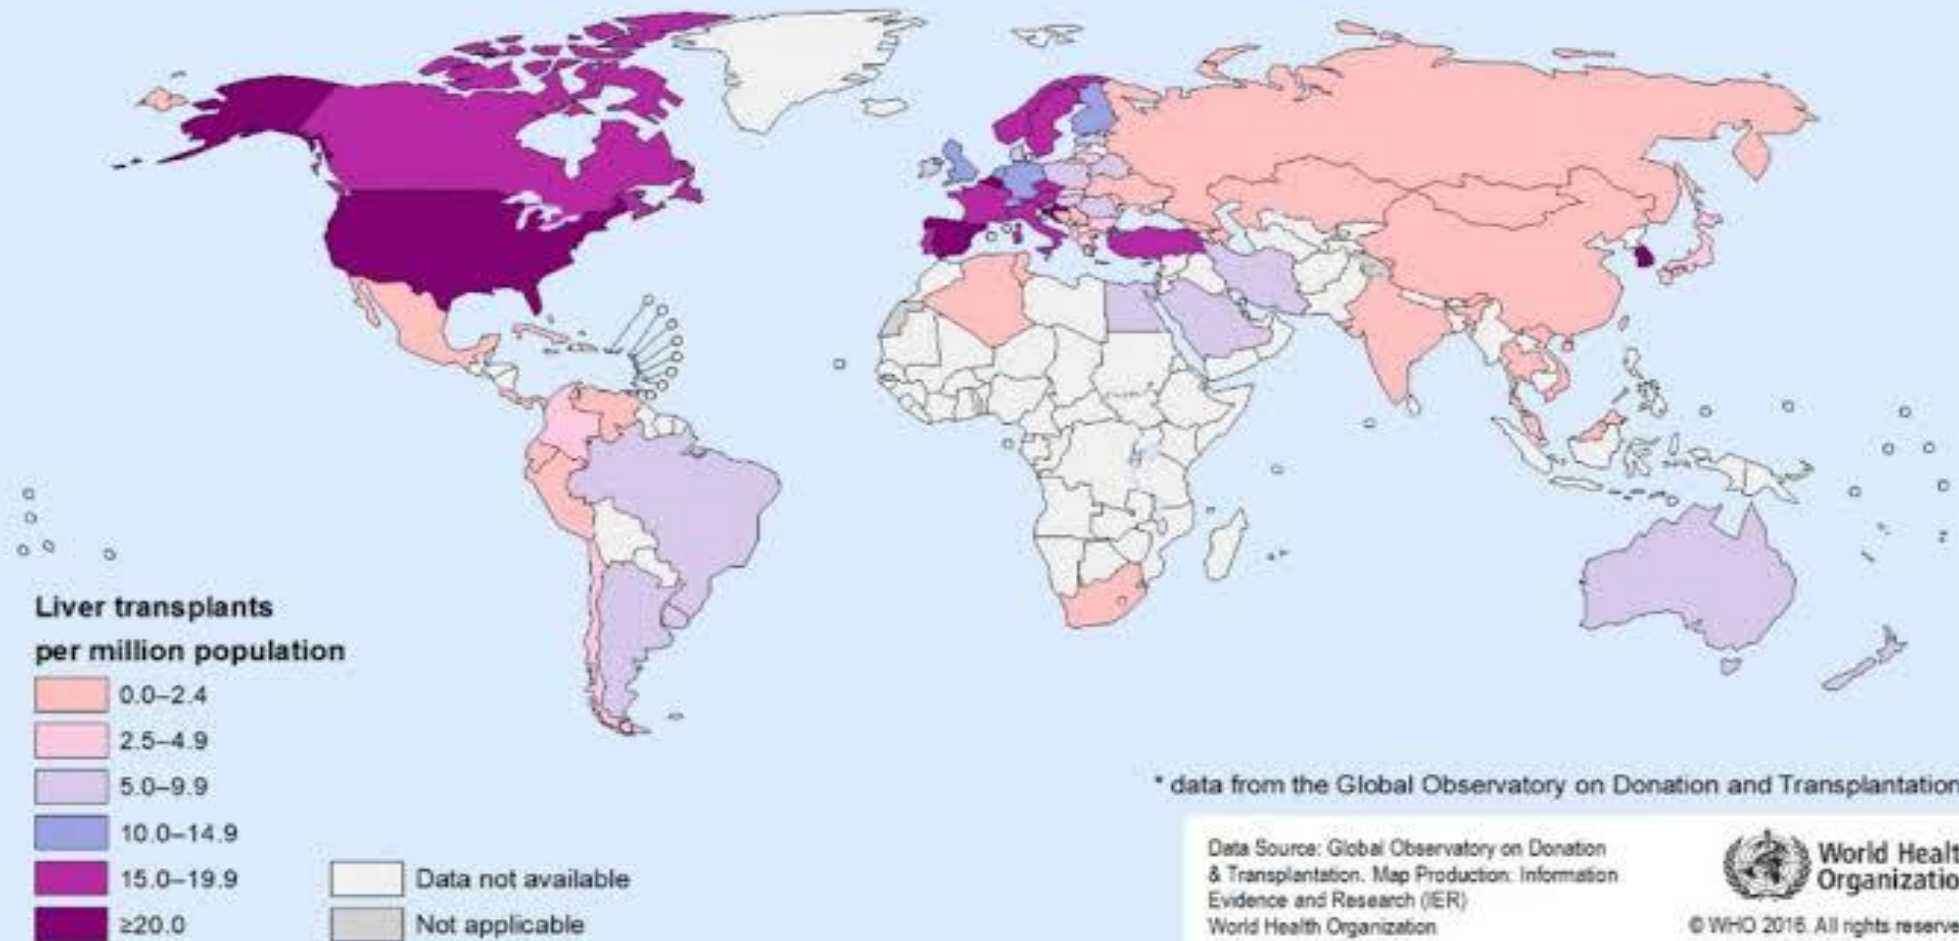 Liver transplants
per million population
0.0–2.4
2.5–4.9
5.0–9.9
10.0–14.9
15.0–19.9
≥20.0
Data not available
Not applicable
* data from the Global Observatory on Donation and Transplantation
Data Source: Global Observatory on Donation
& Transplantation. Map Production: Information
Evidence and Research (IER)
World Health Organization
World Healt
Organizatio
© WHO 2016. All rights reserve